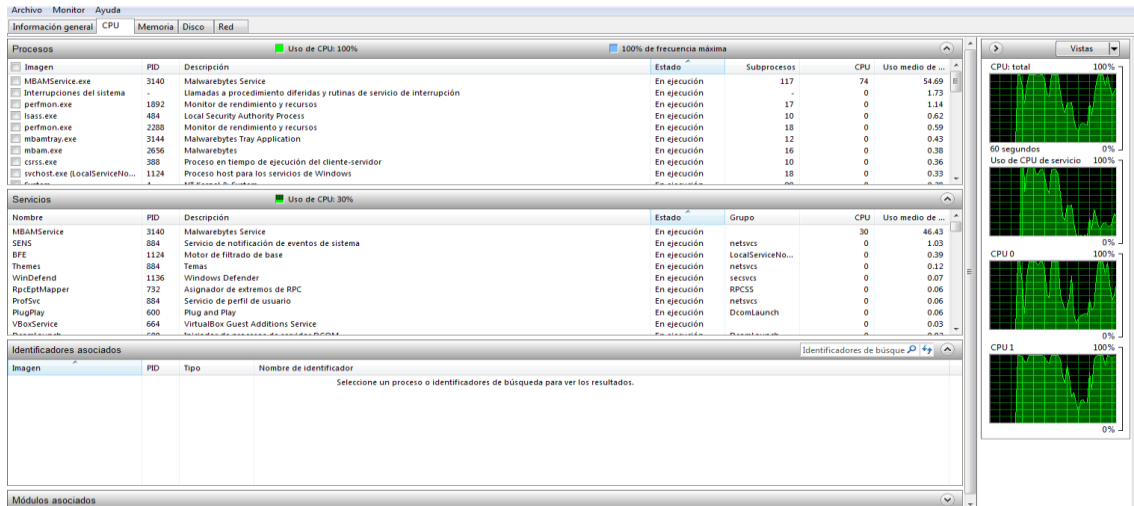 Archivo Monitor Ayuda
Información general CPU Memoria Disco Red
Procesos Uso de CPU: 100% 100% de frecuencia máxima
Imagen PID Descripción Estado Subprocesos CPU Uso medio de ...
MBAMService.exe 3140 Malwarebytes Service En ejecución 117 74 54.69
Interrupciones del sistema - Llamadas a procedimiento diferidas y rutinas de servicio de interrupción En ejecución - 0 1.73
perfmon.exe 1892 Monitor de rendimiento y recursos En ejecución 17 0 1.14
lsass.exe 484 Local Security Authority Process En ejecución 10 0 0.62
perfmon.exe 2288 Monitor de rendimiento y recursos En ejecución 18 0 0.59
mbamtray.exe 3144 Malwarebytes Tray Application En ejecución 12 0 0.43
mbam.exe 2656 Malwarebytes En ejecución 16 0 0.38
csrss.exe 388 Proceso en tiempo de ejecución del cliente-servidor En ejecución 10 0 0.36
svchost.exe (LocalServiceNo... 1124 Proceso host para los servicios de Windows En ejecución 18 0 0.33
Servicios Uso de CPU: 30%
Nombre PID Descripción Estado Grupo CPU Uso medio de ...
MBAMService 3140 Malwarebytes Service En ejecución 30 46.43
SENS 884 Servicio de notificación de eventos de sistema En ejecución netsvcs 0 1.03
BFE 1124 Motor de filtrado de base En ejecución LocalServiceNo... 0 0.39
Themes 884 Temas En ejecución netsvcs 0 0.12
WinDefend 1136 Windows Defender En ejecución secsvcs 0 0.07
RpcEptMapper 732 Asignador de extremos de RPC En ejecución RPCSS 0 0.06
ProfSvc 884 Servicio de perfil de usuario En ejecución netsvcs 0 0.06
PlugPlay 600 Plug and Play En ejecución DcomLaunch 0 0.06
VBoxService 664 VirtualBox Guest Additions Service En ejecución 0 0.03
Identificadores asociados Identificadores de búsque
Imagen PID Tipo Nombre de identificador
Seleccione un proceso o identificadores de búsqueda para ver los resultados.
Módulos asociados
Vistas
CPU: total 100%
60 segundos 0%
Uso de CPU de servicio 100%
0%
CPU 0 100%
0%
CPU 1 100%
0%